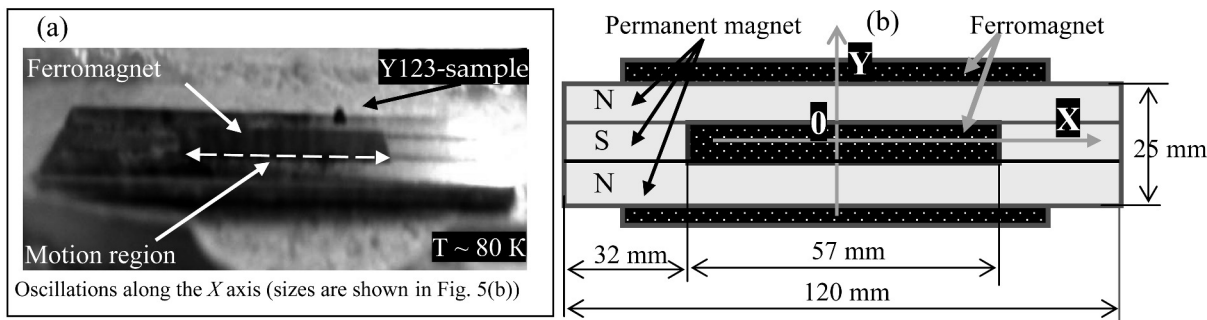 (a)
Ferromagnet
Y123-sample
Motion region
T ~ 80 K
Oscillations along the X axis (sizes are shown in Fig. 5(b))
(b)
Permanent magnet
Ferromagnet
Y
N
0
X
S
25 mm
N
32 mm
57 mm
120 mm